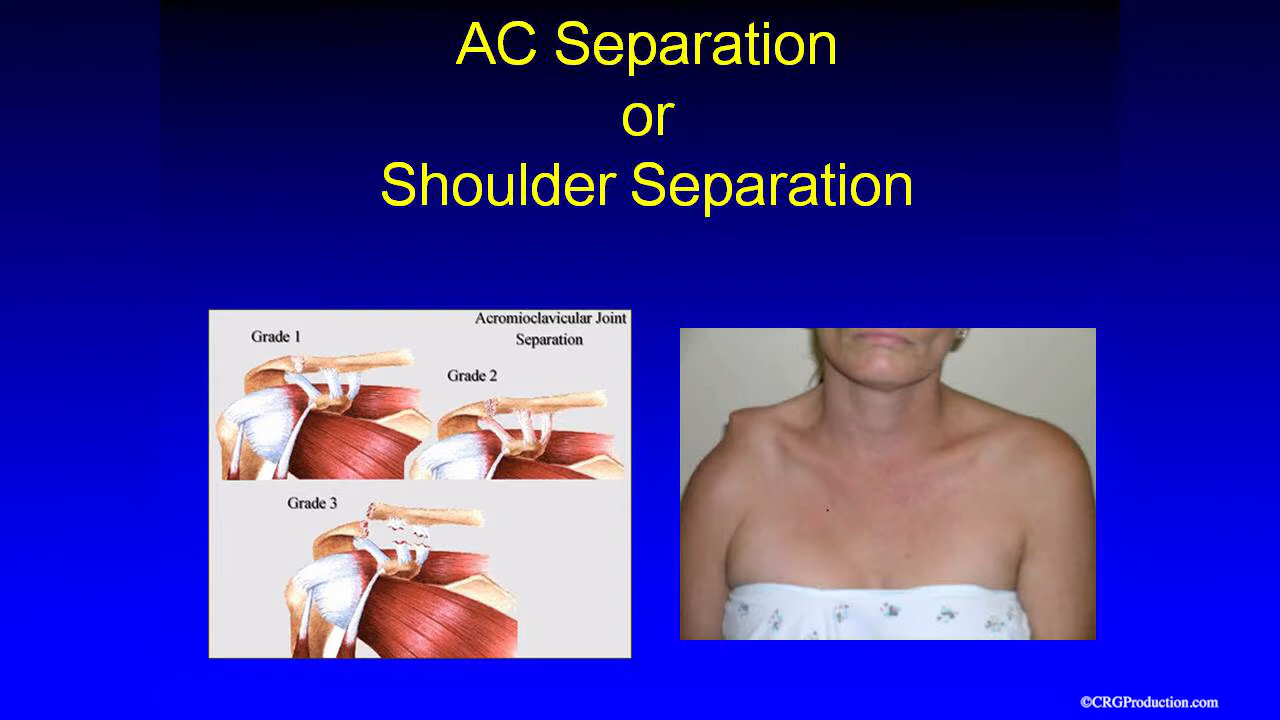 AC Separation
or
Shoulder Separation
Acromioclavicular Joint
Separation
Grade 1
Grade 2
Grade 3
©CRGProduction.com